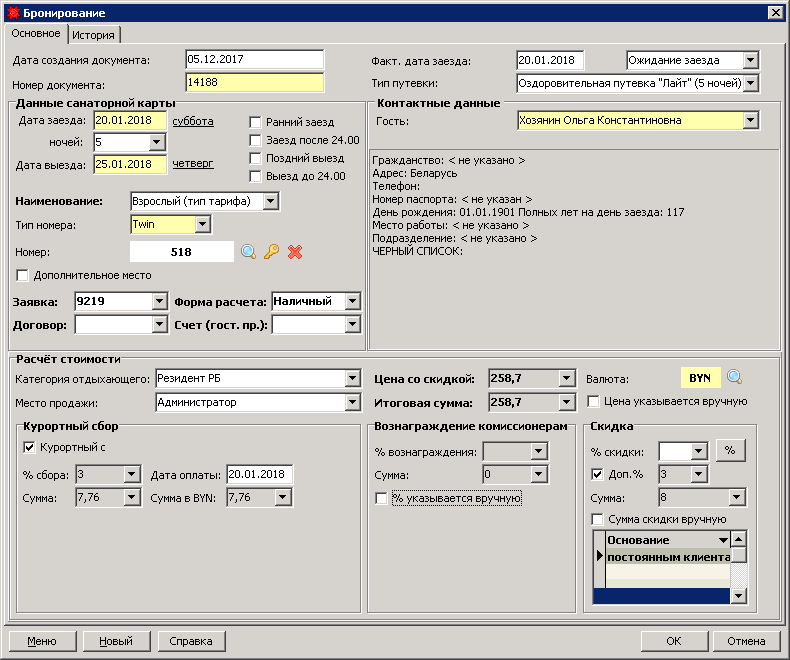 Бронирование
Основное История
Дата создания документа: 05.12.2017 Факт. дата заезда: 20.01.2018 Ожидание заезда
Номер документа: 14188 Тип путевки: Оздоровительная путевка "Лайт" (5 ночей)
Данные санаторной карты Контактные данные
Дата заезда: 20.01.2018 суббота Ранний заезд Гость: Хозянин Ольга Константиновна
ночей: 5 Заезд после 24.00
Дата выезда: 25.01.2018 четверг Поздний выезд
Выезд до 24.00
Гражданство: < не указано >
Адрес: Беларусь
Телефон:
Номер паспорта: < не указан >
День рождения: 01.01.1901 Полных лет на день заезда: 117
Место работы: < не указано >
Подразделение: < не указано >
ЧЕРНЫЙ СПИСОК:
Наименование: Взрослый (тип тарифа)
Тип номера: Twin
Номер: 518
Дополнительное место
Заявка: 9219 Форма расчета: Наличный
Договор: Счет (гост. пр.):
Расчёт стоимости
Категория отдыхающего: Резидент РБ Цена со скидкой: 258,7 Валюта: BYN
Место продажи: Администратор Итоговая сумма: 258,7 Цена указывается вручную
Курортный сбор Вознаграждение комиссионерам Скидка
Курортный с % вознаграждения: % скидки: %
% сбора: 3 Дата оплаты: 20.01.2018 Сумма: 0 Доп.% 3
Сумма: 7,76 Сумма в BYN: 7,76 % указывается вручную Сумма: 8
Сумма скидки вручную
Основание
постоянным клиента
Меню Новый Справка OK Отмена